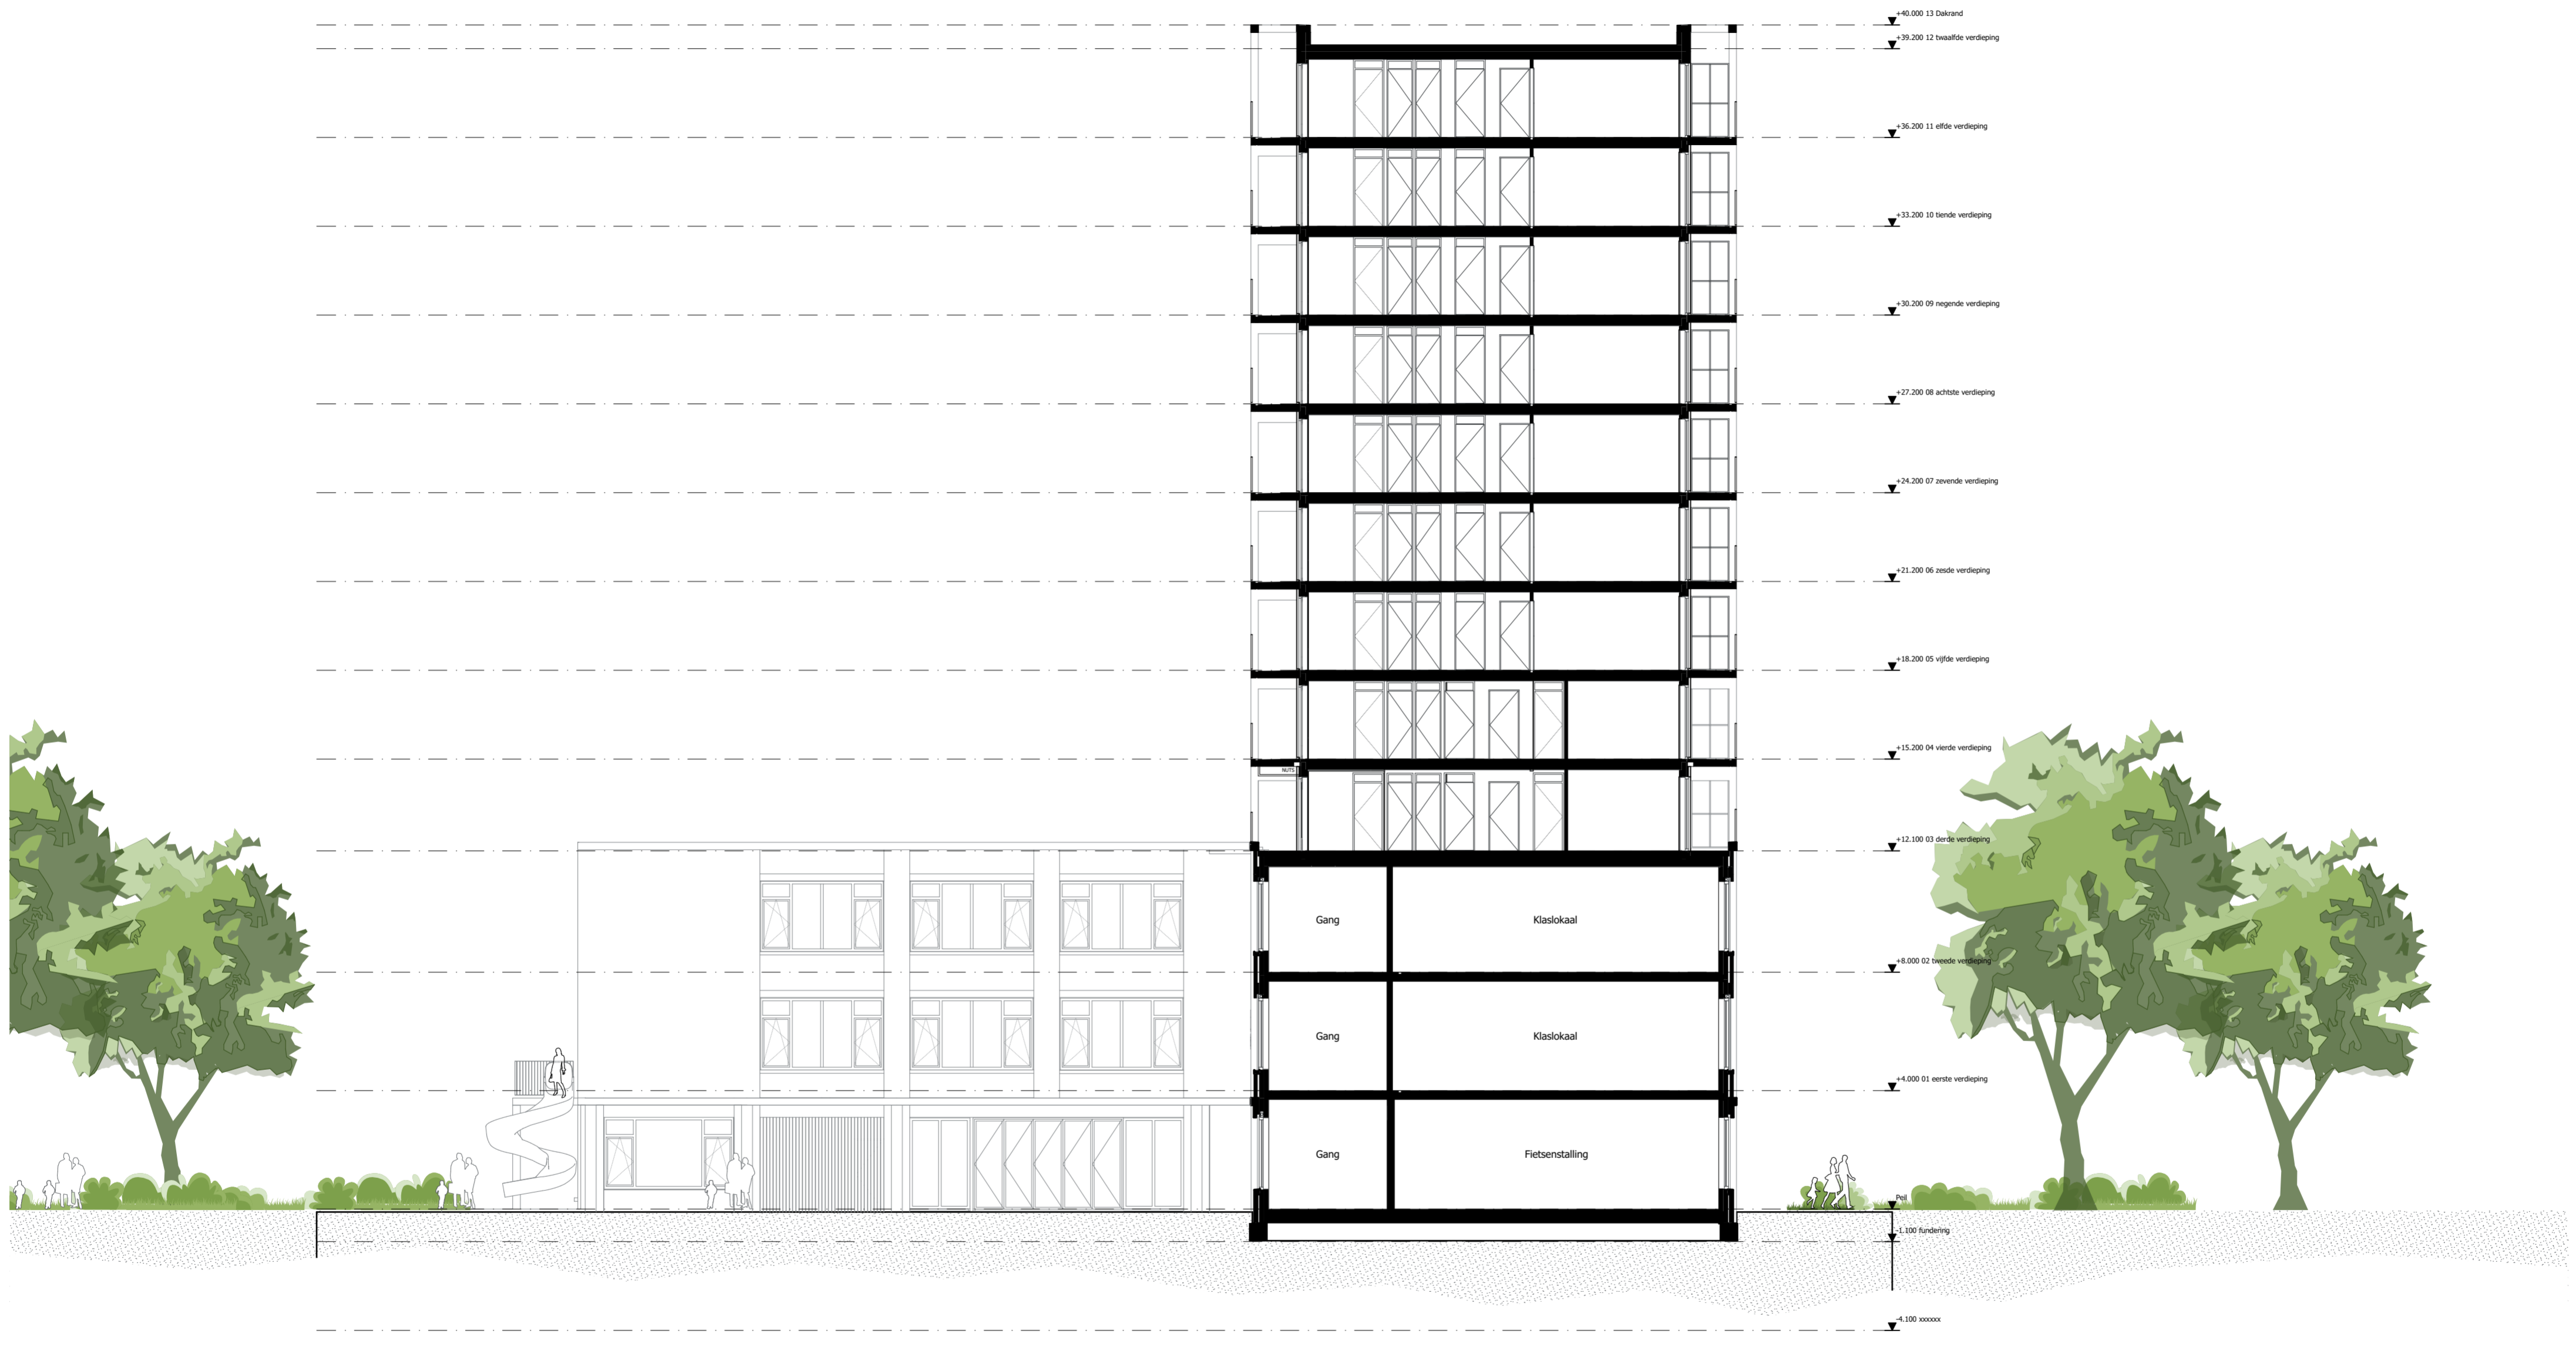 +40.000 13 Dakrand
+39.200 12 twaalfde verdieping
+36.200 11 elfde verdieping
+33.200 10 tiende verdieping
+30.200 09 negende verdieping
+27.200 08 achtste verdieping
+24.200 07 zevende verdieping
+21.200 06 zesde verdieping
+18.200 05 vijfde verdieping
+15.200 04 vierde verdieping
NUTS
+12.100 03 derde verdieping
Gang Klaslokaal
+8.000 02 tweede verdieping
Gang Klaslokaal
+4.000 01 eerste verdieping
Gang Fietsenstalling
Peil
-1.100 fundering
-4.100 xxxxxx